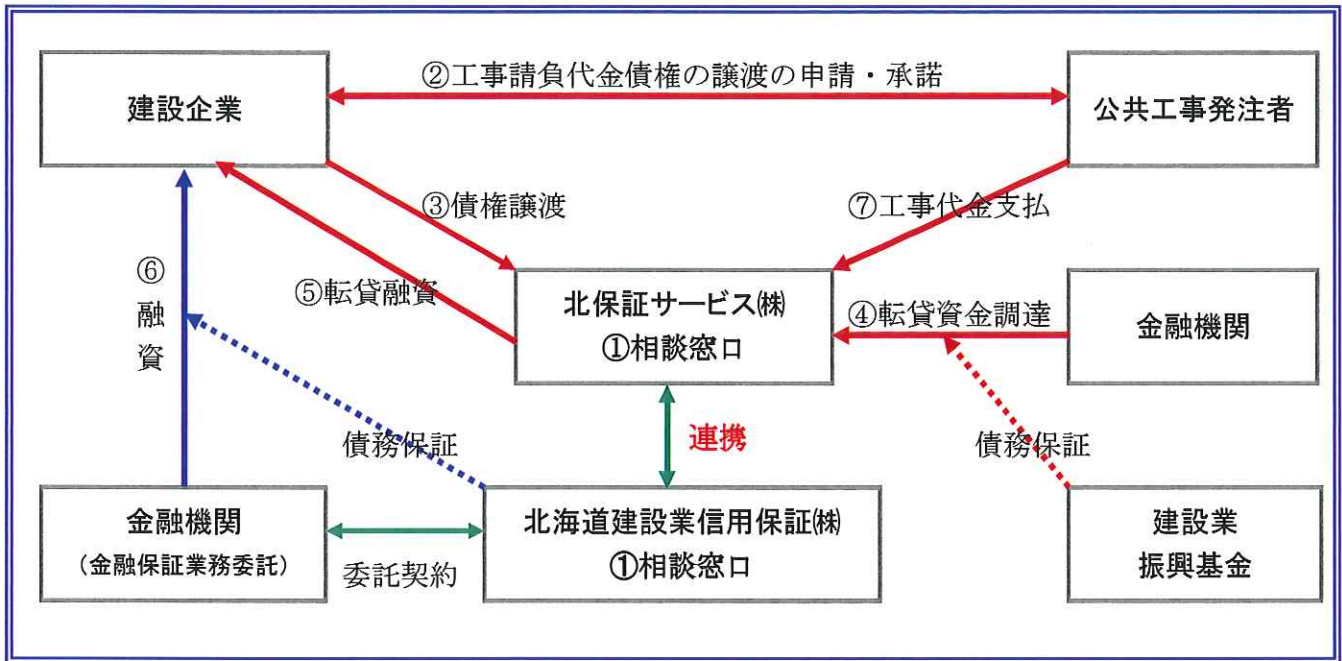 ②工事請負代金債権の譲渡の申請・承諾
建設企業
公共工事発注者
③債権譲渡
⑦工事代金支払
⑥
融
資
⑤転貸融資
北保証サービス㈱
①相談窓口
④転貸資金調達
金融機関
連携
債務保証
債務保証
金融機関
（金融保証業務委託）
委託契約
北海道建設業信用保証㈱
①相談窓口
建設業
振興基金